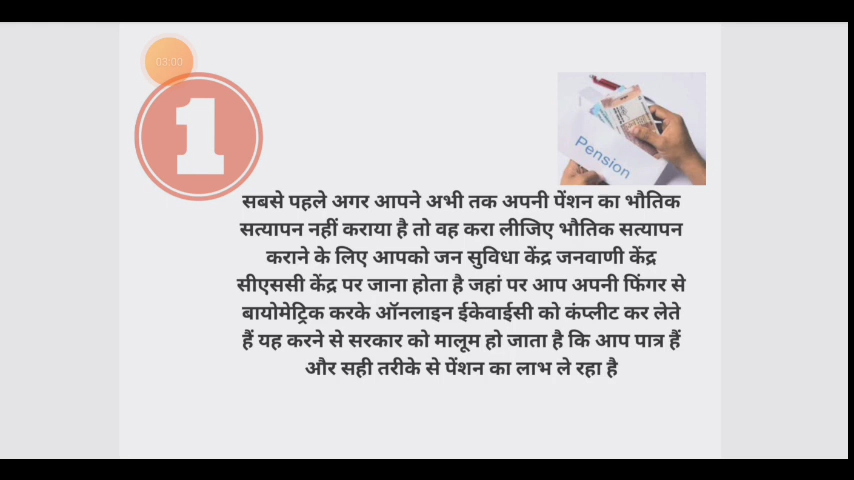 03:00
1
Pension
सबसे पहले अगर आपने अभी तक अपनी पेंशन का भौतिक
सत्यापन नहीं कराया है तो वह करा लीजिए भौतिक सत्यापन
कराने के लिए आपको जन सुविधा केंद्र जनवाणी केंद्र
सीएससी केंद्र पर जाना होता है जहां पर आप अपनी फिंगर से
बायोमेट्रिक करके ऑनलाइन ईकेवाईसी को कंप्लीट कर लेते
हैं यह करने से सरकार को मालूम हो जाता है कि आप पात्र हैं
और सही तरीके से पेंशन का लाभ ले रहा है